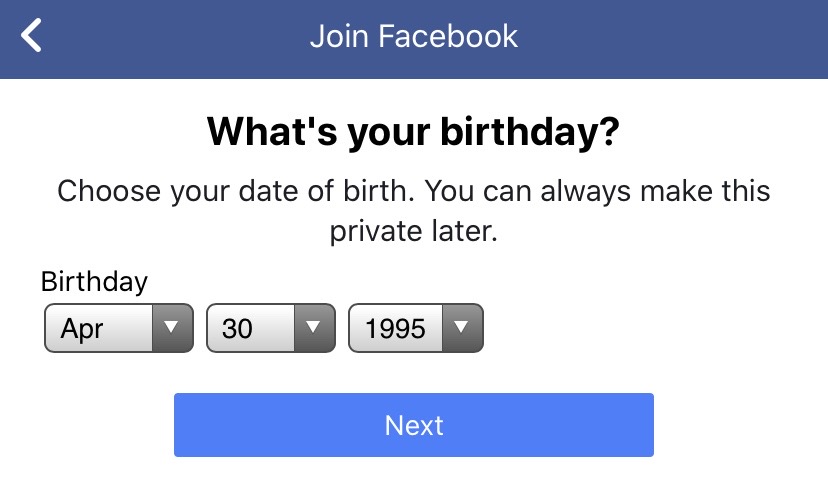 Join Facebook
What's your birthday?
Choose your date of birth. You can always make this
private later.
Birthday
Apr 30 1995
Next